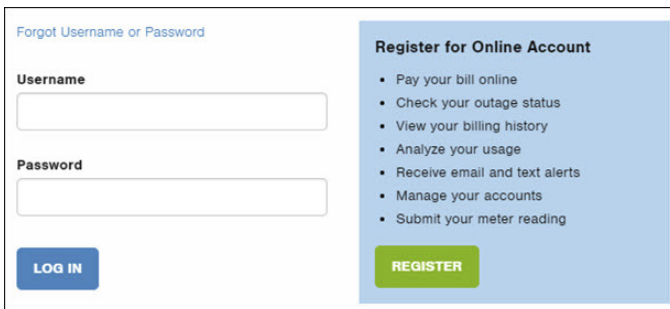 Forgot Username or Password
Username
Password
LOG IN
Register for Online Account
• Pay your bill online
• Check your outage status
• View your billing history
• Analyze your usage
• Receive email and text alerts
• Manage your accounts
• Submit your meter reading
REGISTER